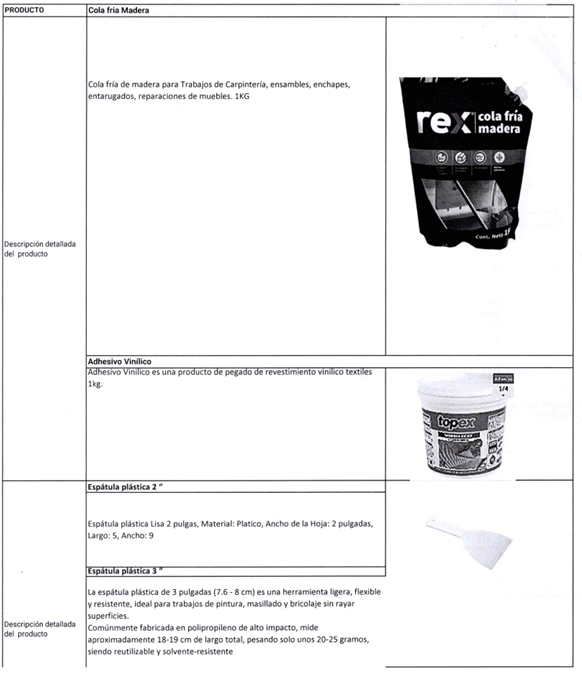 PRODUCTO
Cola fria Madera
Descripción detallada
del producto
Cola fría de madera para Trabajos de Carpintería, ensambles, enchapes,
entarugados, reparaciones de muebles. 1KG
rex
cola fría
madera
Cont. Neto 1K
Adhesivo Vinílico
Adhesivo Vinilico es una producto de pegado de revestimiento vinilico textiles
1kg.
1/4
topex
VINILICO
Espátula plástica 2 "
Espátula plástica Lisa 2 pulgas, Material: Platico, Ancho de la Hoja: 2 pulgadas,
Largo: 5, Ancho: 9
Espátula plástica 3 "
Descripción detallada
del producto
La espátula plástica de 3 pulgadas (7.6 - 8 cm) es una herramienta ligera, flexible
y resistente, ideal para trabajos de pintura, masillado y bricolaje sin rayar
superficies.
Comúnmente fabricada en polipropileno de alto impacto, mide
aproximadamente 18-19 cm de largo total, pesando solo unos 20-25 gramos,
siendo reutilizable y solvente-resistente